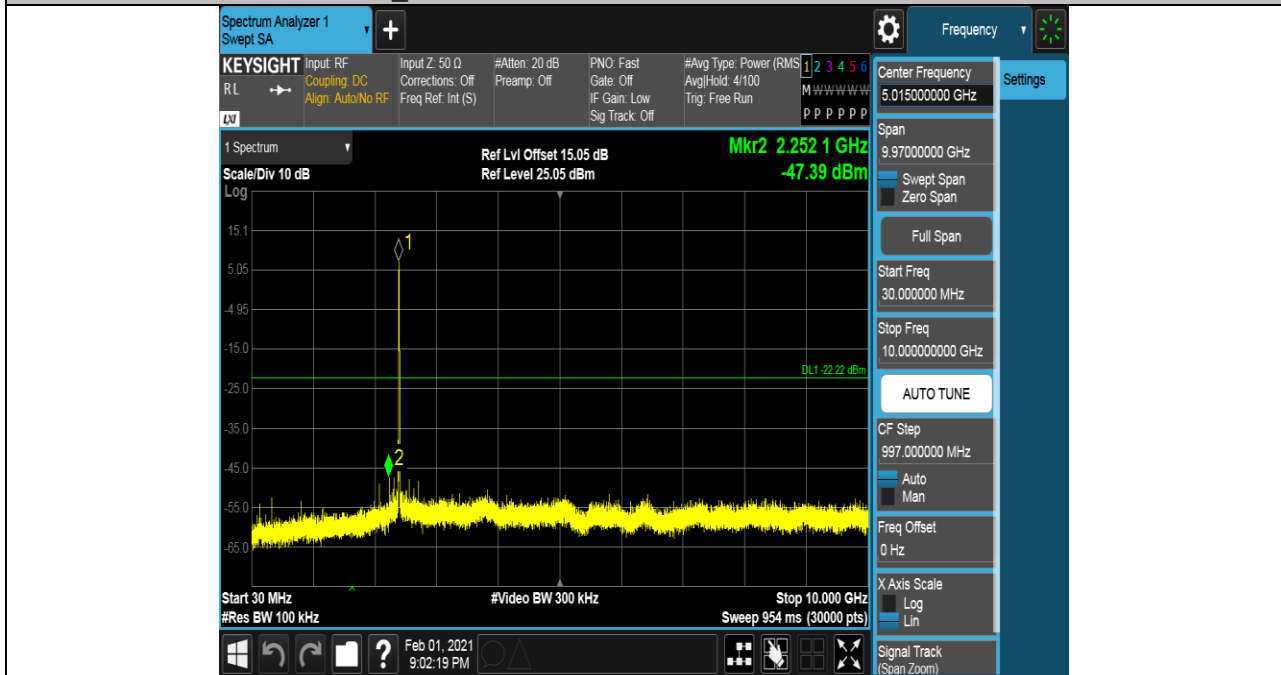 Spectrum Analyzer 1
Swept SA
+
Frequency
KEYSIGHT
RL
LXI
Input: RF
Coupling: DC
Align: Auto/No RF
Input Z: 50 Ω
Corrections: Off
Freq Ref: Int (S)
#Atten: 20 dB
Preamp: Off
PNO: Fast
Gate: Off
IF Gain: Low
Sig Track: Off
#Avg Type: Power (RMS
Avg|Hold: 4/100
Trig: Free Run
1 2 3 4 5 6
M W W W W W
P P P P P P
1 Spectrum
Scale/Div 10 dB
Ref Lvl Offset 15.05 dB
Ref Level 25.05 dBm
Mkr2 2.252 1 GHz
-47.39 dBm
Log
15.1
5.05
-4.95
-15.0
-25.0
-35.0
-45.0
-55.0
-65.0
1
2
DL1 -22.22 dBm
Start 30 MHz
#Res BW 100 kHz
#Video BW 300 kHz
Stop 10.000 GHz
Sweep 954 ms (30000 pts)
?
Feb 01, 2021
9:02:19 PM
Center Frequency
5.015000000 GHz
Span
9.97000000 GHz
Swept Span
Zero Span
Full Span
Start Freq
30.000000 MHz
Stop Freq
10.000000000 GHz
AUTO TUNE
CF Step
997.000000 MHz
Auto
Man
Freq Offset
0 Hz
X Axis Scale
Log
Lin
Signal Track
(Span Zoom)
Settings